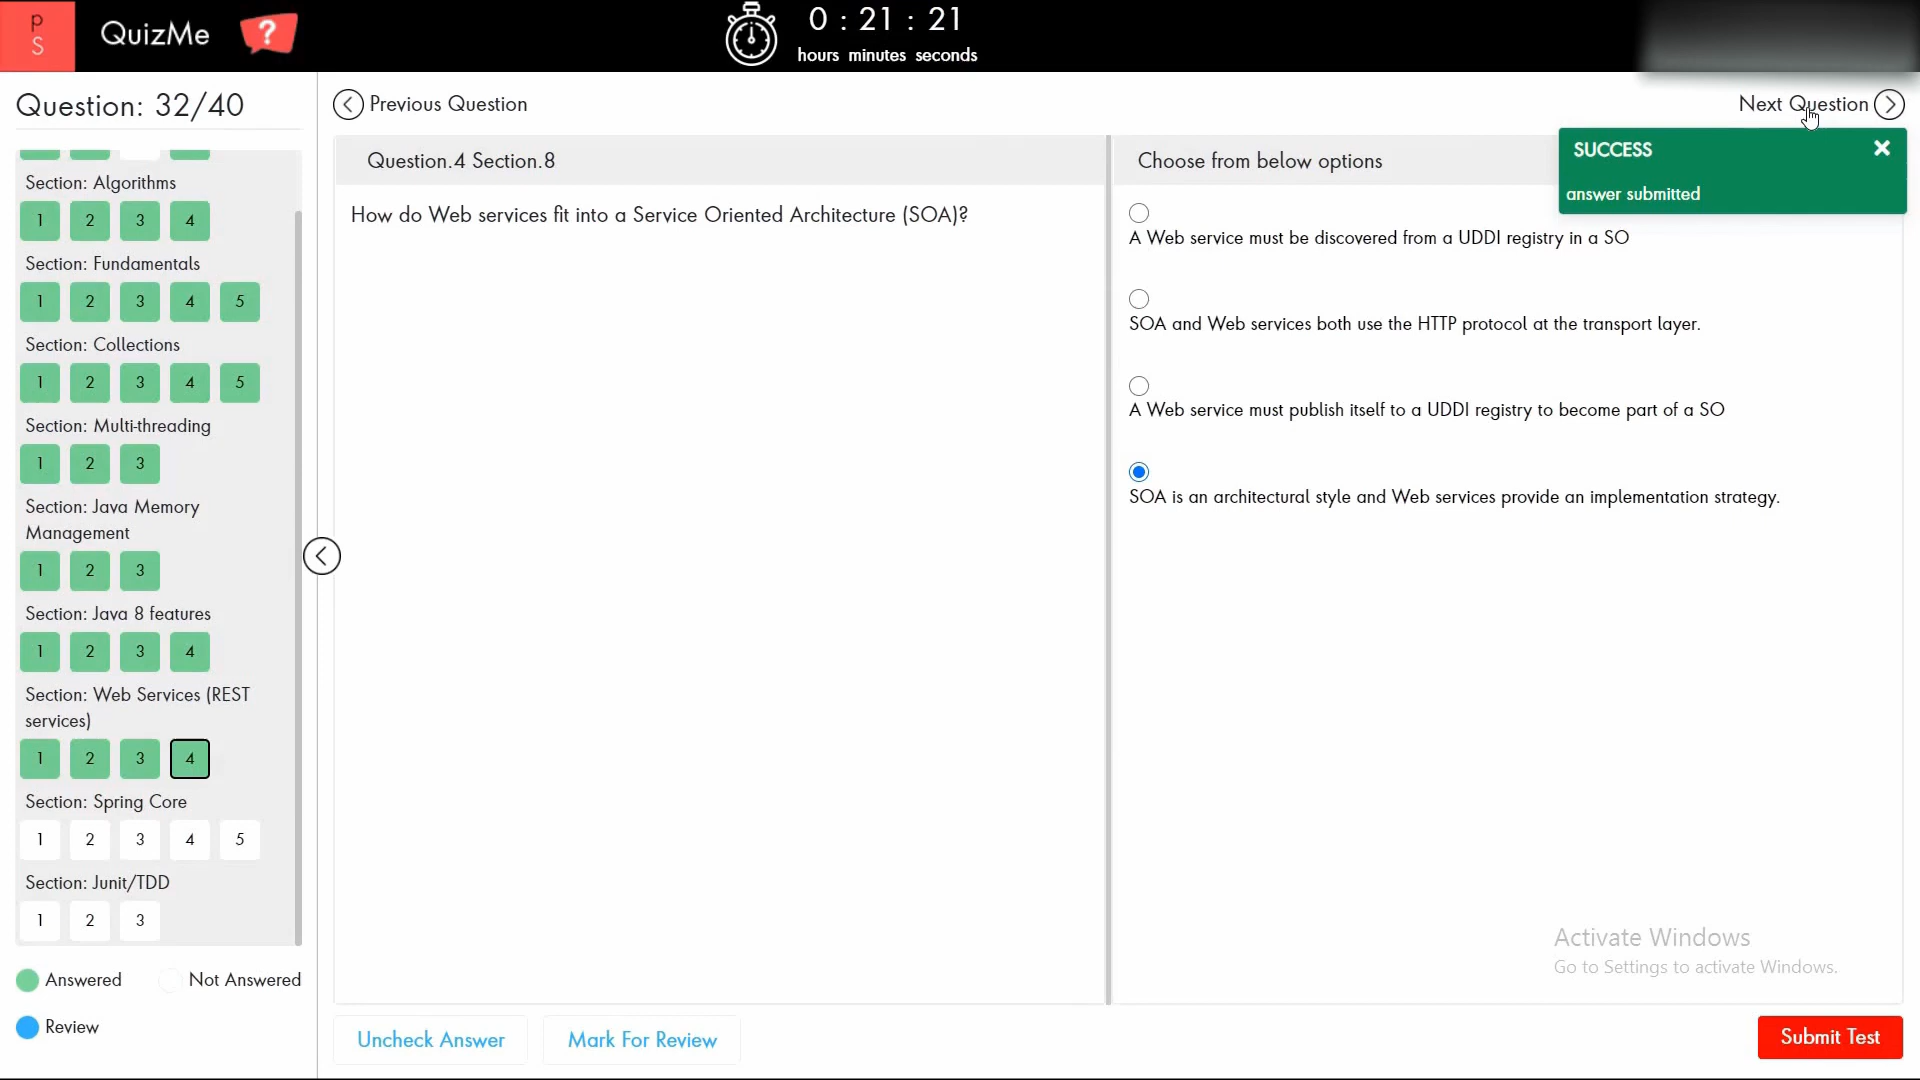 p
S
QuizMe
?
0 : 21 : 21
hours minutes seconds
Question: 32/40
Previous Question
Next Question
Question.4 Section.8
Choose from below options
SUCCESS
answer submitted
How do Web services fit into a Service Oriented Architecture (SOA)?
A Web service must be discovered from a UDDI registry in a SO
SOA and Web services both use the HTTP protocol at the transport layer.
A Web service must publish itself to a UDDI registry to become part of a SO
SOA is an architectural style and Web services provide an implementation strategy.
Section: Algorithms
1 2 3 4
Section: Fundamentals
1 2 3 4 5
Section: Collections
1 2 3 4 5
Section: Multi-threading
1 2 3
Section: Java Memory
Management
1 2 3
Section: Java 8 features
1 2 3 4
Section: Web Services (REST
services)
1 2 3 4
Section: Spring Core
1 2 3 4 5
Section: Junit/TDD
1 2 3
Answered
Not Answered
Review
Uncheck Answer
Mark For Review
Activate Windows
Go to Settings to activate Windows.
Submit Test